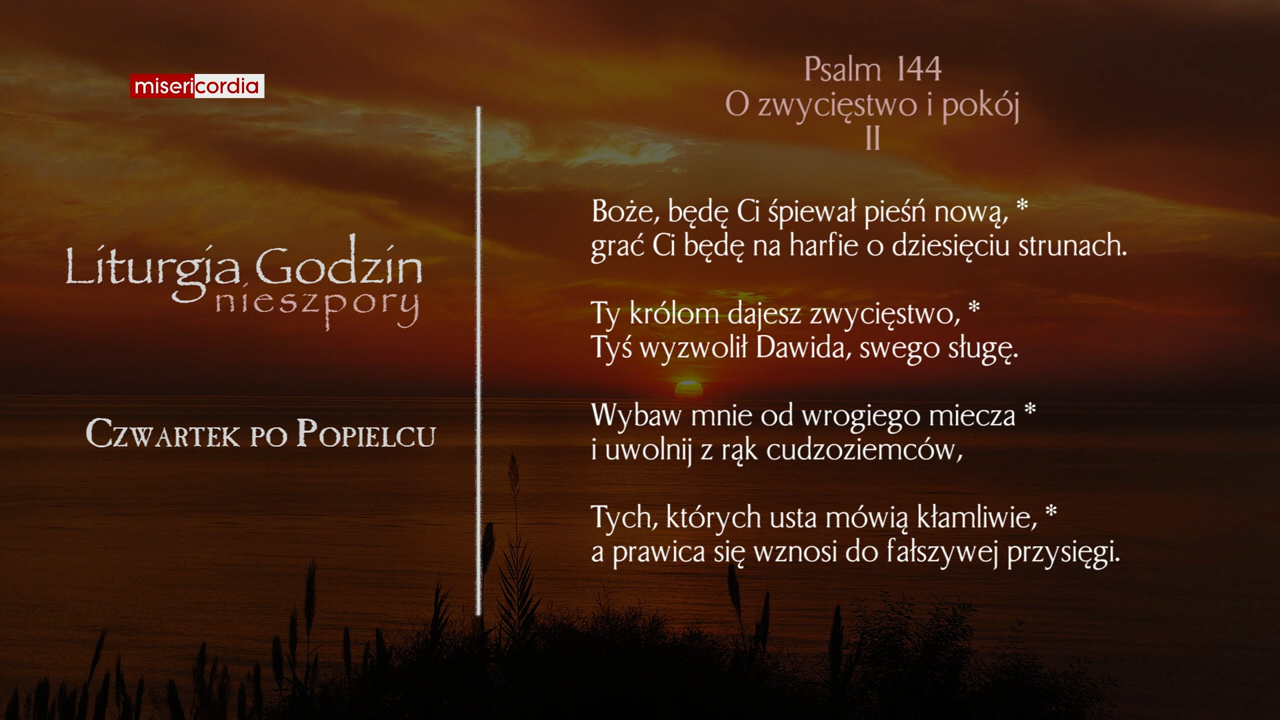 misericordia
Liturgia Godzin
nieszpory
Czwartek po Popielcu
Psalm 144
O zwycięstwo i pokój
II
Boże, będę Ci śpiewał pieśń nową, *
grać Ci będę na harfie o dziesięciu strunach.
Ty królom dajesz zwycięstwo, *
Tyś wyzwolił Dawida, swego sługę.
Wybaw mnie od wrogiego miecza *
i uwolnij z rąk cudzoziemców,
Tych, których usta mówią kłamliwie, *
a prawica się wznosi do fałszywej przysięgi.